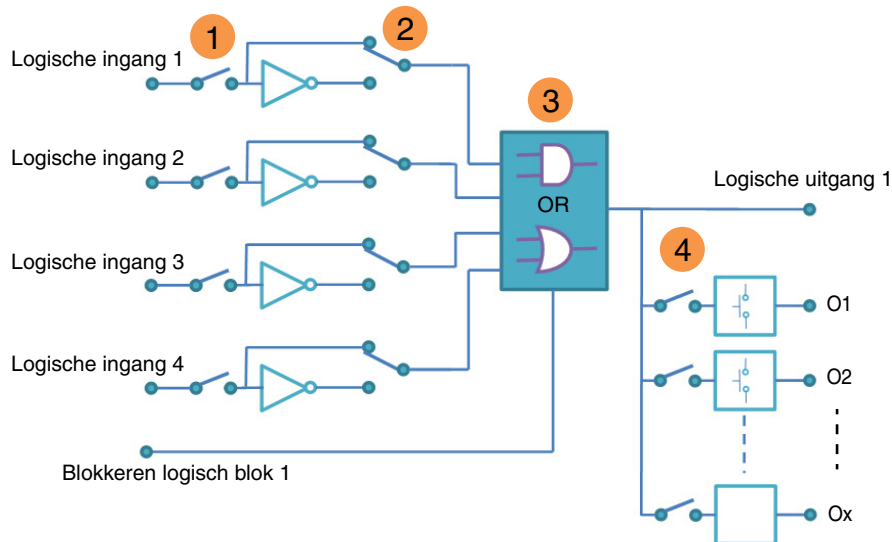 1
2
Logische ingang 1
3
Logische ingang 2
Logische uitgang 1
OR
4
Logische ingang 3
O1
Logische ingang 4
O2
Blokkeren logisch blok 1
Ox